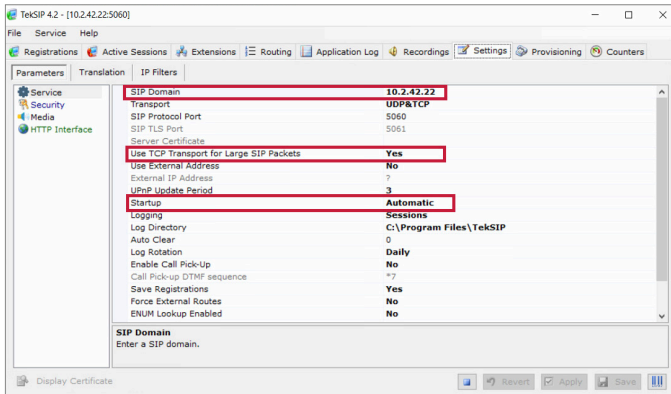 TekSIP 4.2 - [10.2.42.22:5060]
File Service Help
Registrations Active Sessions Extensions Routing Application Log Recordings Settings Provisioning Counters
Parameters Translation IP Filters
Service
Security
Media
HTTP Interface
SIP Domain 10.2.42.22
Transport UDP&TCP
SIP Protocol Port 5060
SIP TLS Port 5061
Server Certificate
Use TCP Transport for Large SIP Packets Yes
Use External Address No
External IP Address ?
UPnP Update Period 3
Startup Automatic
Logging Sessions
Log Directory C:\Program Files\TekSIP
Auto Clear 0
Log Rotation Daily
Enable Call Pick-Up No
Call Pick-up DTMF sequence *7
Save Registrations Yes
Force External Routes No
ENUM Lookup Enabled No
SIP Domain
Enter a SIP domain.
Display Certificate Revert Apply Save